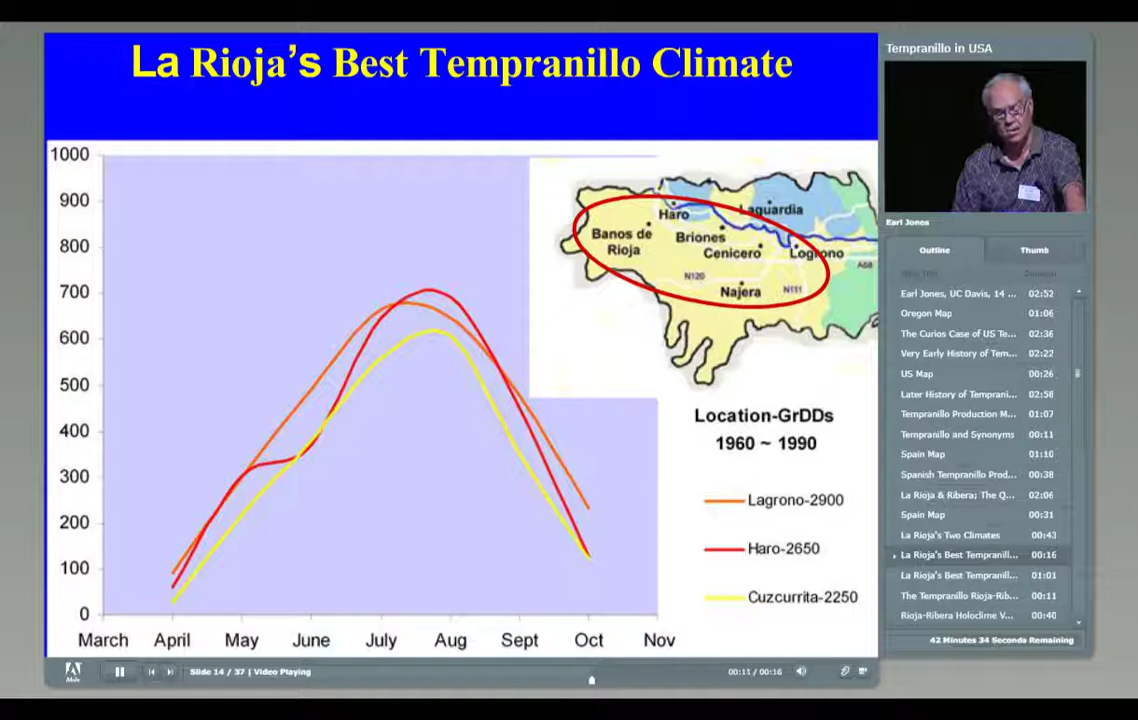 La Rioja's Best Tempranillo Climate
1000
900
800
700
600
500
400
300
200
100
0
March April May June July Aug Sept Oct Nov
Haro
Laguardia
Banos de
Rioja
Briones
Cenicero
Logrono
A68
N120
Najera
N111
Location-GrDDs
1960 ~ 1990
Lagrono-2900
Haro-2650
Cuzcurrita-2250
Tempranillo in USA
Earl Jones
Outline Thumb
Earl Jones, UC Davis, 14 ... 02:52
Oregon Map 01:06
The Curios Case of US Te... 02:36
Very Early History of Tem... 02:22
US Map 00:26
Later History of Temprani... 02:58
Tempranillo Production M... 01:07
Tempranillo and Synonyms 00:11
Spain Map 01:10
Spanish Tempranillo Prod... 00:38
La Rioja & Ribera; The Q... 02:06
Spain Map 00:31
La Rioja's Two Climates 00:43
La Rioja's Best Tempranill... 00:16
La Rioja's Best Tempranill... 01:01
The Tempranillo Rioja-Rib... 00:11
Rioja-Ribera Holoclime V... 00:40
42 Minutes 34 Seconds Remaining
Adobe
Slide 14 / 37 | Video Playing
00:11 / 00:16